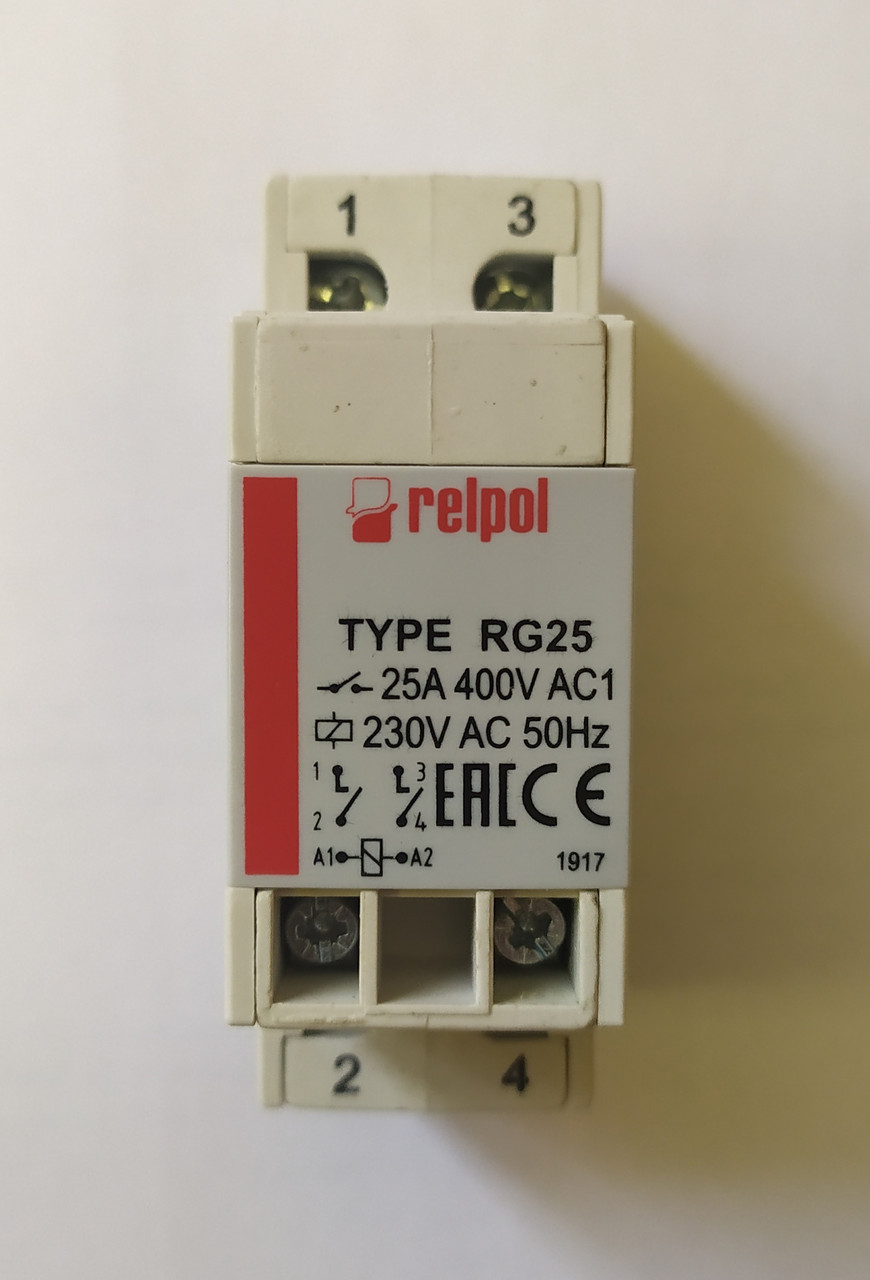 1 3
relpol
TYPE RG25
25A 400V AC1
230V AC 50Hz
1 3
EAC CE
2 4
A1 A2 1917
2 4